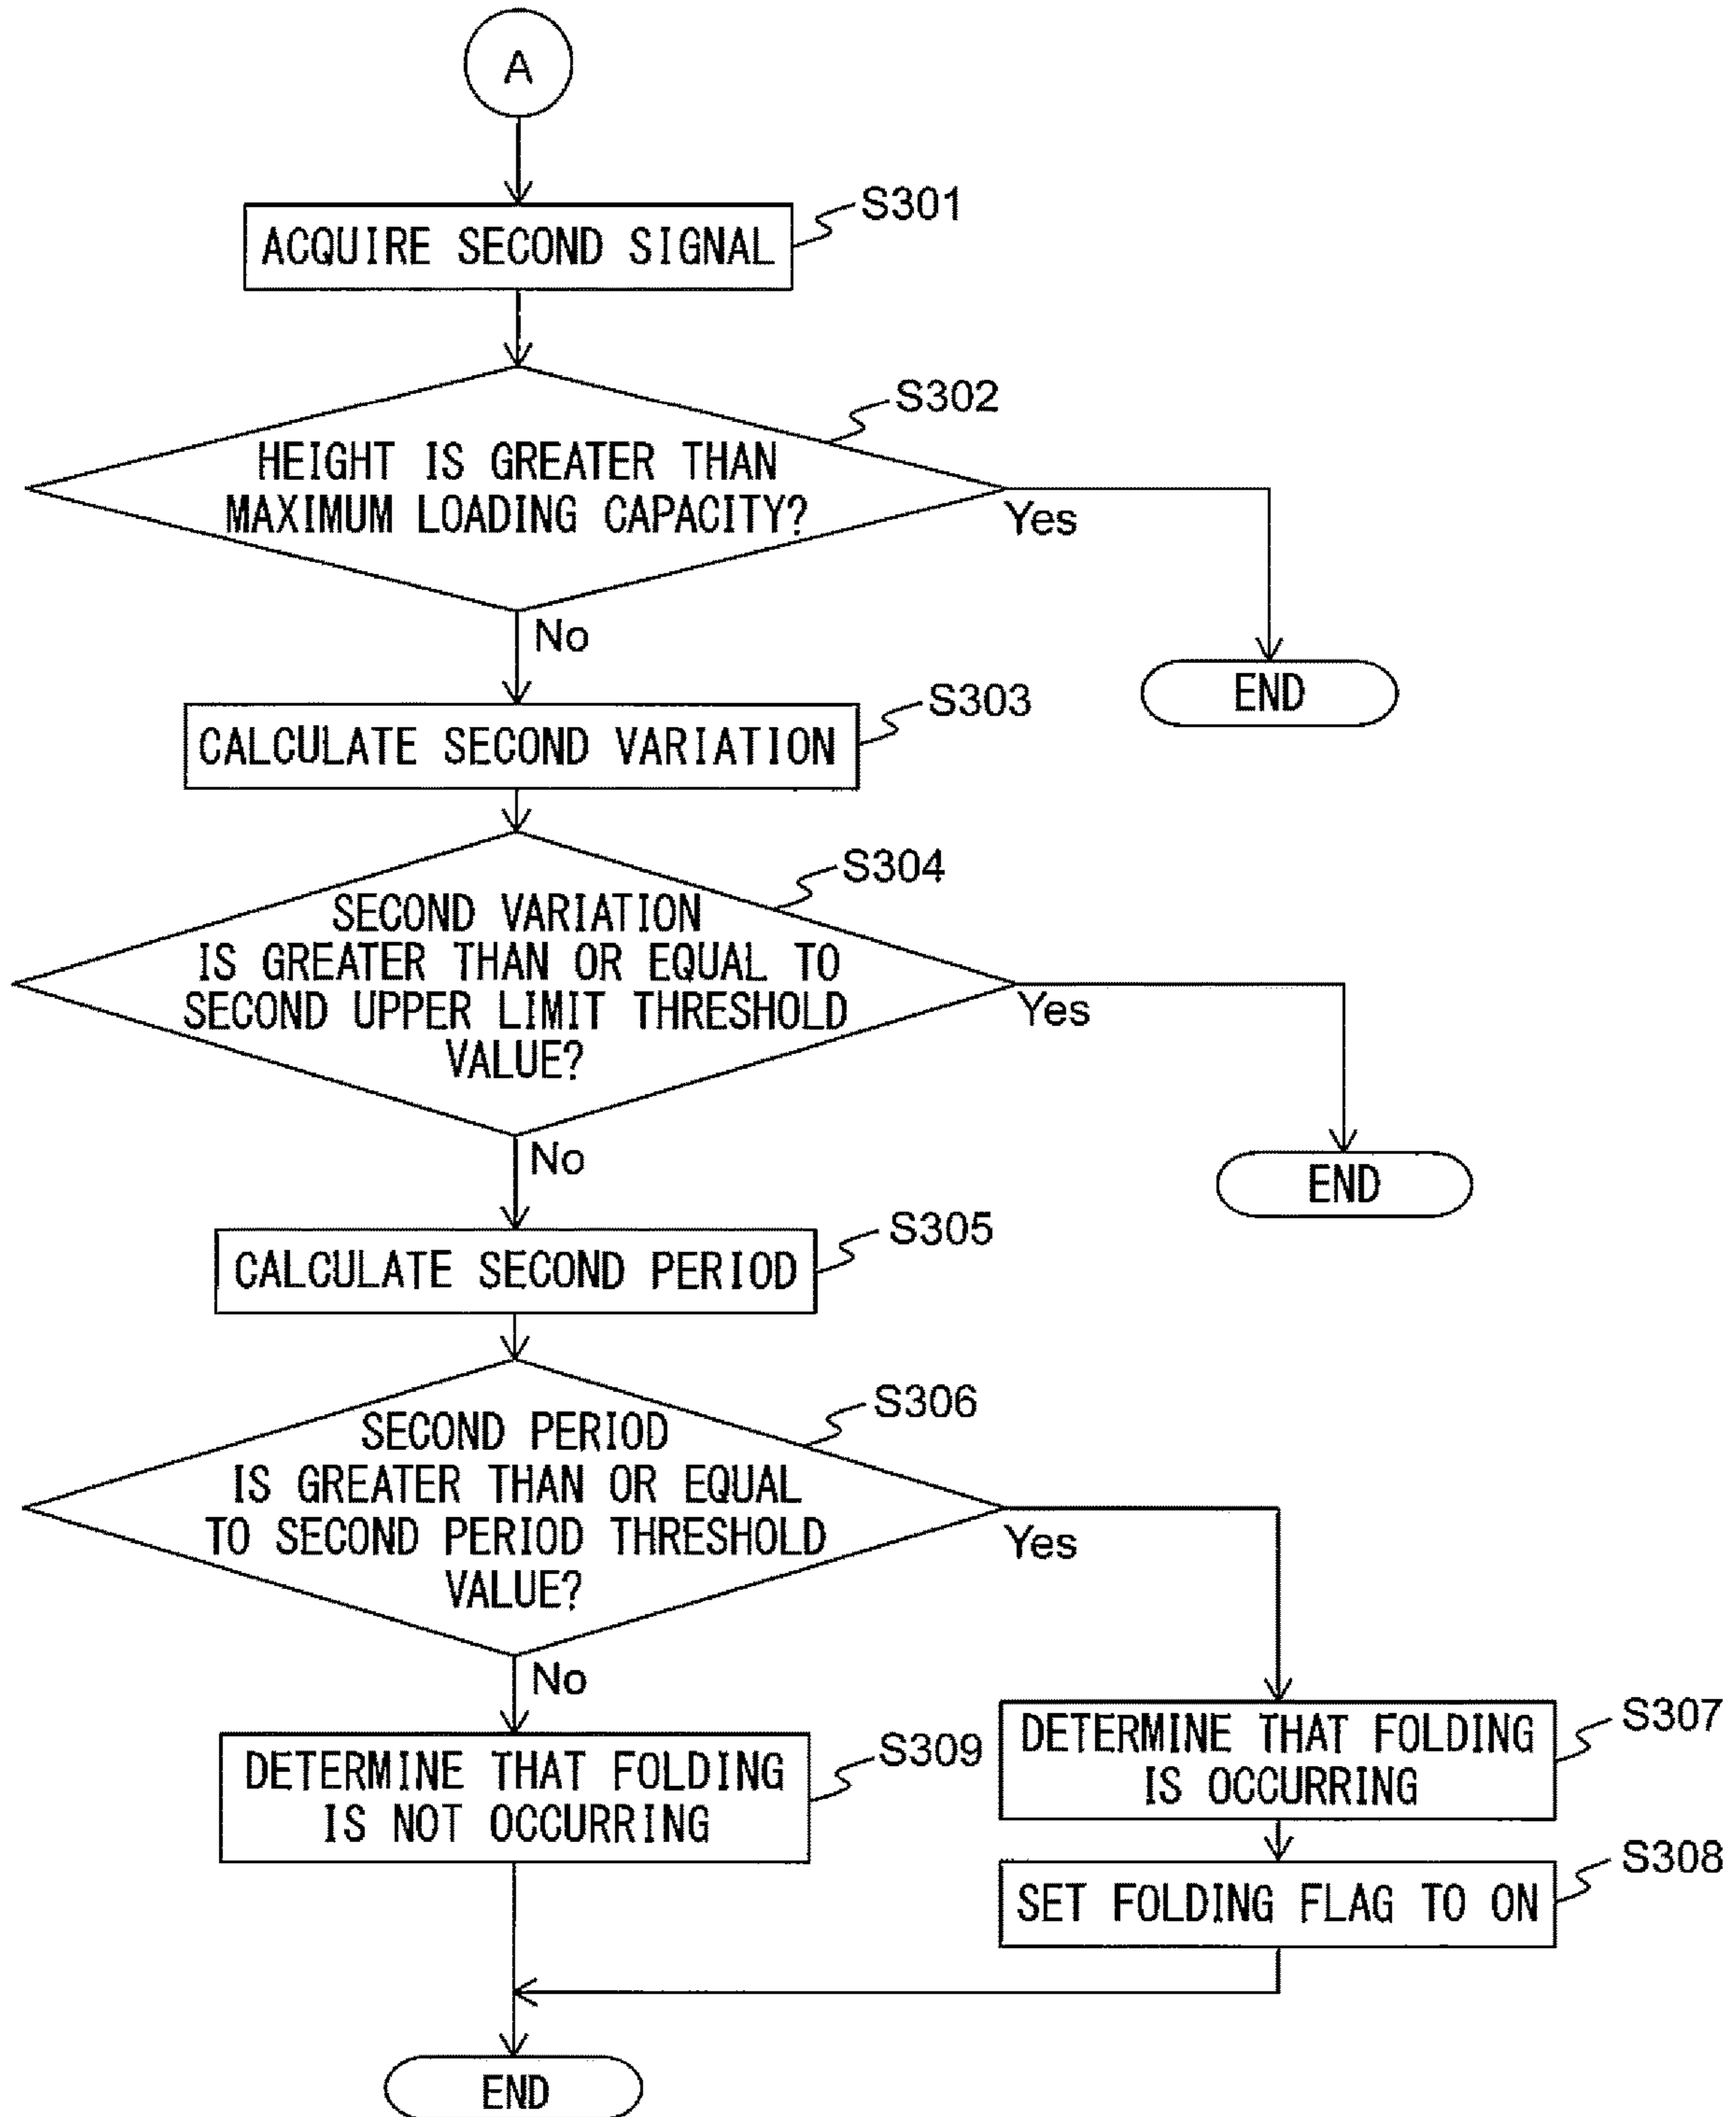 A
S301
ACQUIRE SECOND SIGNAL
S302
HEIGHT IS GREATER THAN
MAXIMUM LOADING CAPACITY?
Yes
No
END
S303
CALCULATE SECOND VARIATION
S304
SECOND VARIATION
IS GREATER THAN OR EQUAL TO
SECOND UPPER LIMIT THRESHOLD
VALUE?
Yes
No
END
S305
CALCULATE SECOND PERIOD
S306
SECOND PERIOD
IS GREATER THAN OR EQUAL
TO SECOND PERIOD THRESHOLD
VALUE?
Yes
No
S307
DETERMINE THAT FOLDING
IS OCCURRING
S309
DETERMINE THAT FOLDING
IS NOT OCCURRING
S308
SET FOLDING FLAG TO ON
END